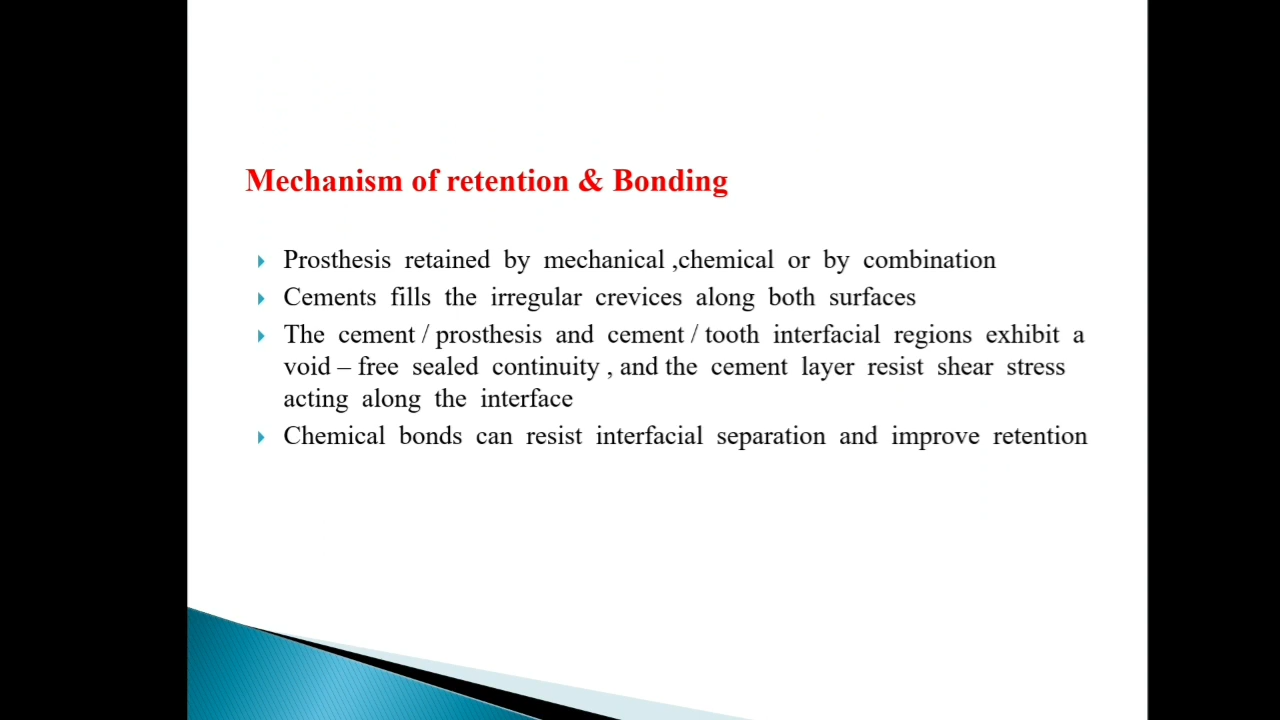 Mechanism of retention & Bonding
Prosthesis retained by mechanical ,chemical or by combination
Cements fills the irregular crevices along both surfaces
The cement / prosthesis and cement / tooth interfacial regions exhibit a
void – free sealed continuity , and the cement layer resist shear stress
acting along the interface
Chemical bonds can resist interfacial separation and improve retention